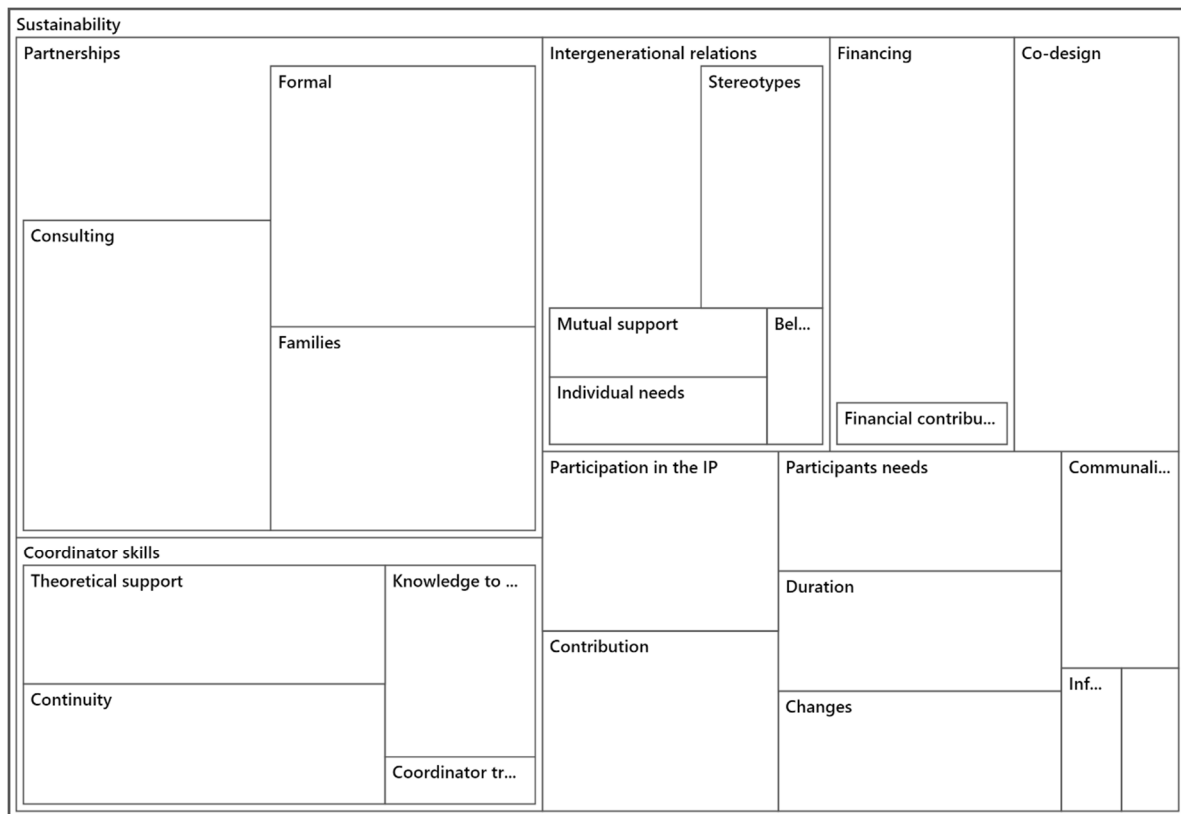 Sustainability
Partnerships
Formal
Consulting
Families
Coordinator skills
Theoretical support
Knowledge to ...
Continuity
Coordinator tr...
Intergenerational relations
Stereotypes
Mutual support
Bel...
Individual needs
Financing
Financial contribu...
Co-design
Participation in the IP
Participants needs
Communali...
Duration
Contribution
Inf...
Changes